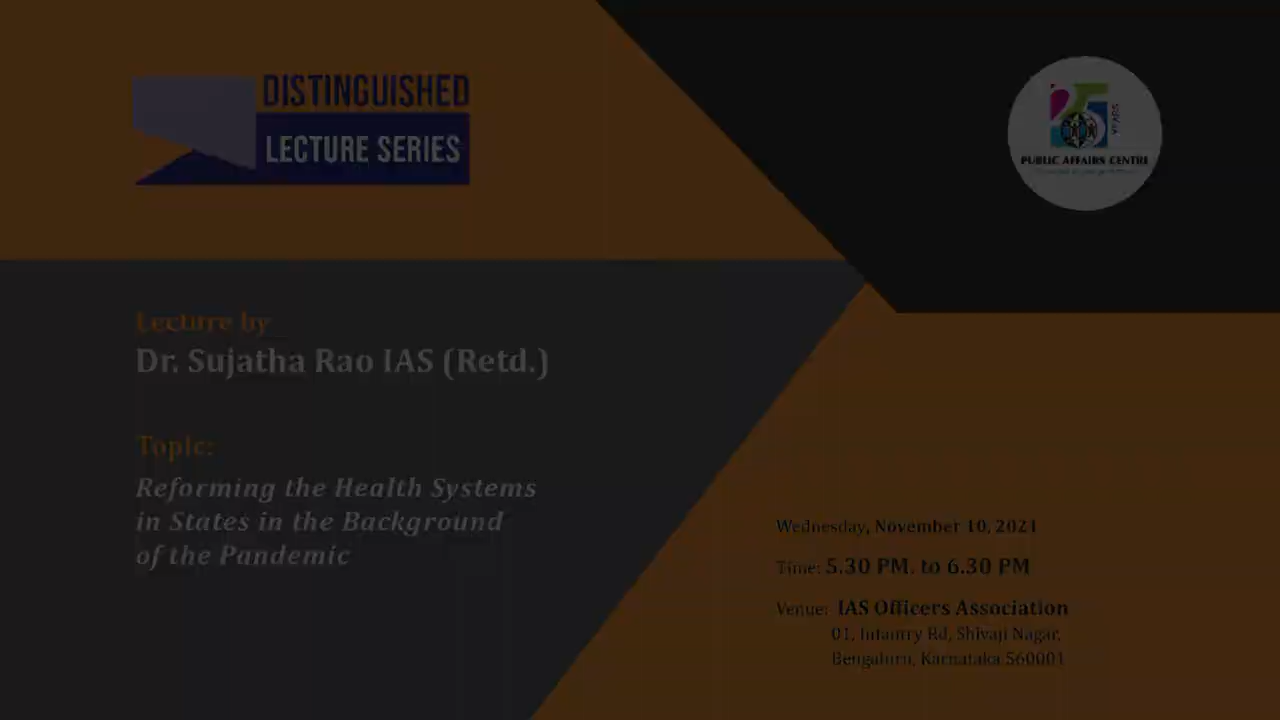 DISTINGUISHED
LECTURE SERIES
25
YEARS
PUBLIC AFFAIRS CENTRE
Lecture by
Dr. Sujatha Rao IAS (Retd.)
Topic:
Reforming the Health Systems
in States in the Background
of the Pandemic
Wednesday, November 10, 2021
Time: 5.30 PM. to 6.30 PM
Venue: IAS Officers Association
01, Infantry Rd, Shivaji Nagar,
Bengaluru, Karnataka 560001